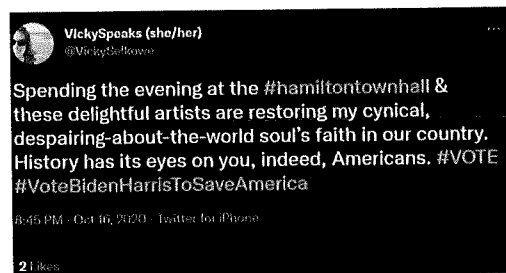 VickySpeaks (she/her)
@VickySelkowe
Spending the evening at the #hamiltontownhall &
these delightful artists are restoring my cynical,
despairing-about-the-world soul's faith in our country.
History has its eyes on you, indeed, Americans. #VOTE
#VoteBidenHarrisToSaveAmerica
8:45 PM · Oct 16, 2020 · Twitter for iPhone
2 Likes